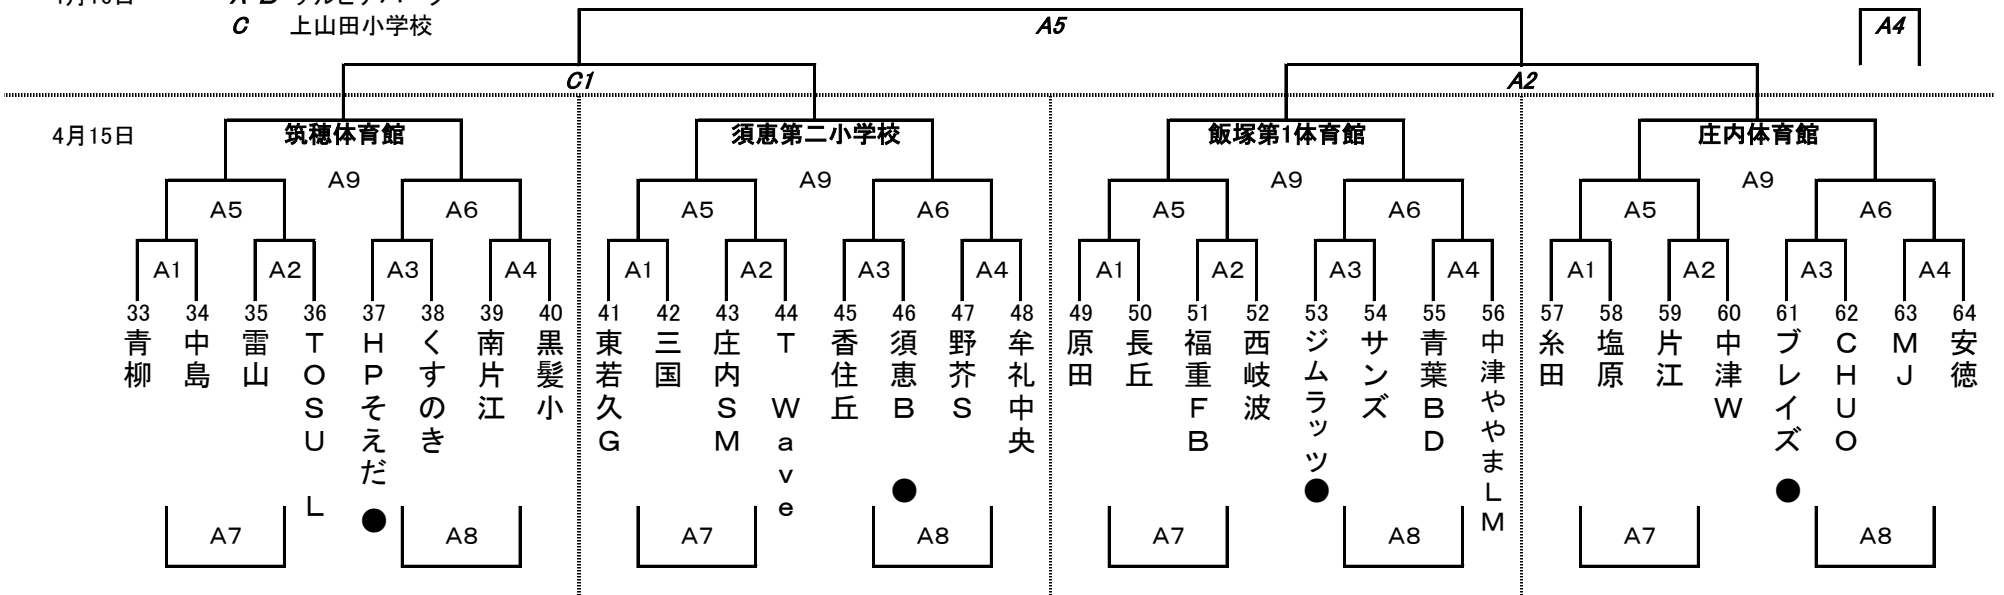 C 上山田小学校
A5
A4
C1
A2
4月15日
筑穂体育館
須恵第二小学校
飯塚第1体育館
庄内体育館
A9
A9
A9
A9
A5
A6
A5
A6
A5
A6
A5
A6
A1
A2
A3
A4
A1
A2
A3
A4
A1
A2
A3
A4
A1
A2
A3
A4
33 青柳
34 中島
35 雷山
36 TOSU L
37 HPそえだ ●
38 くすのき
39 南片江
40 黒髪小
41 東若久G
42 三国
43 庄内SM
44 T Wave
45 香住丘
46 須恵B ●
47 野芥S
48 牟礼中央
49 原田
50 長丘
51 福重FB
52 西岐波
53 ジムラッツ ●
54 サンズ
55 青葉BD
56 中津ややまLM
57 糸田
58 塩原
59 片江
60 中津W
61 ブレイズ ●
62 CHUO
63 MJ
64 安徳
A7
A8
A7
A8
A7
A8
A7
A8